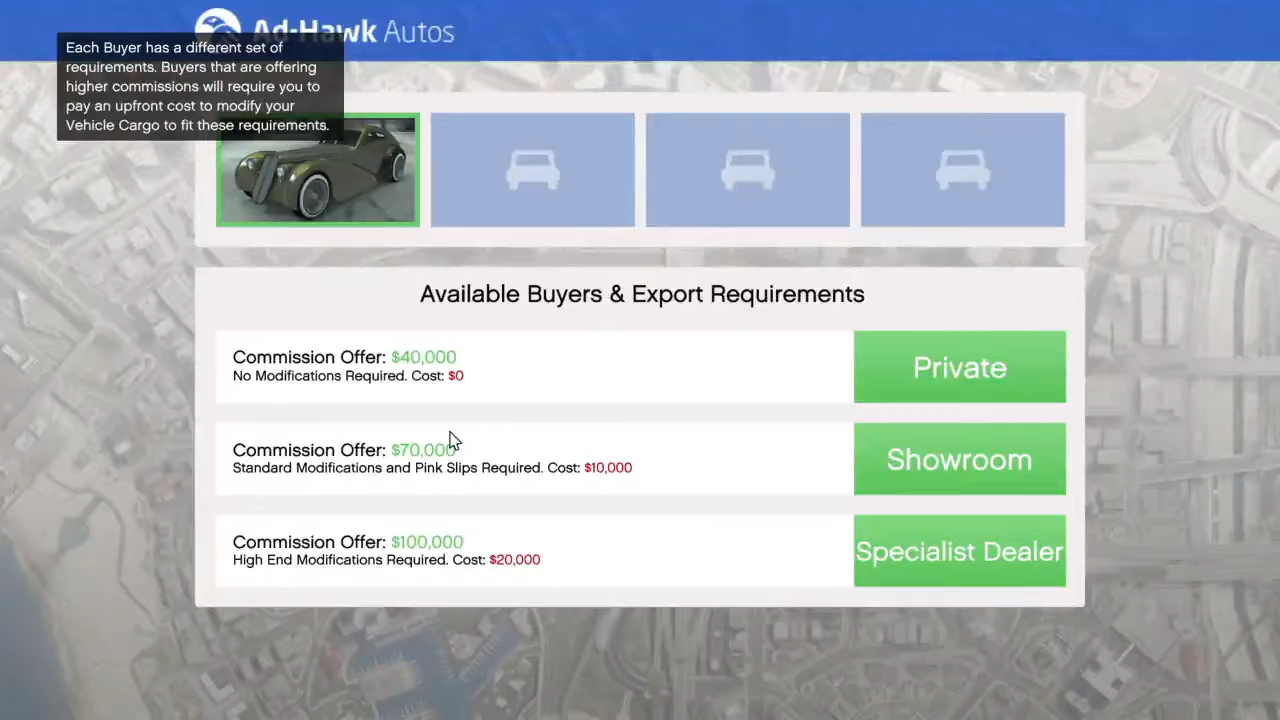 Ad-Hawk Autos
Each Buyer has a different set of
requirements. Buyers that are offering
higher commissions will require you to
pay an upfront cost to modify your
Vehicle Cargo to fit these requirements.
Available Buyers & Export Requirements
Commission Offer: $40,000
No Modifications Required. Cost: $0
Private
Commission Offer: $70,000
Standard Modifications and Pink Slips Required. Cost: $10,000
Showroom
Commission Offer: $100,000
High End Modifications Required. Cost: $20,000
Specialist Dealer